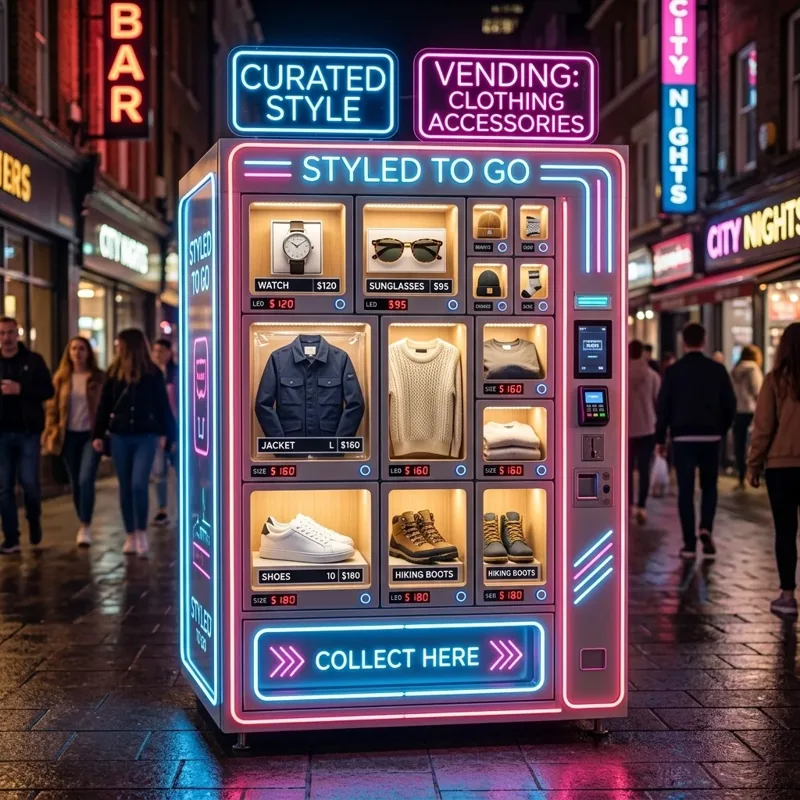 BAR
CURATED
STYLE
VENDING:
CLOTHING
ACCESSORIES
CITY
NIGHTS
STYLED TO GO
CITY NIGHTS
CITY NIGHTS
STYLED
TO GO
WATCH $120
LED $120
SUNGLASSES $95
LED $95
JACKET L $160
SIZE $160
LED $160
SIZE $160
SIZE $160
SHOES 10 $180
SIZE $180
HIKING BOOTS
LED $180
HIKING BOOTS
$180
STYLED
COLLECT HERE